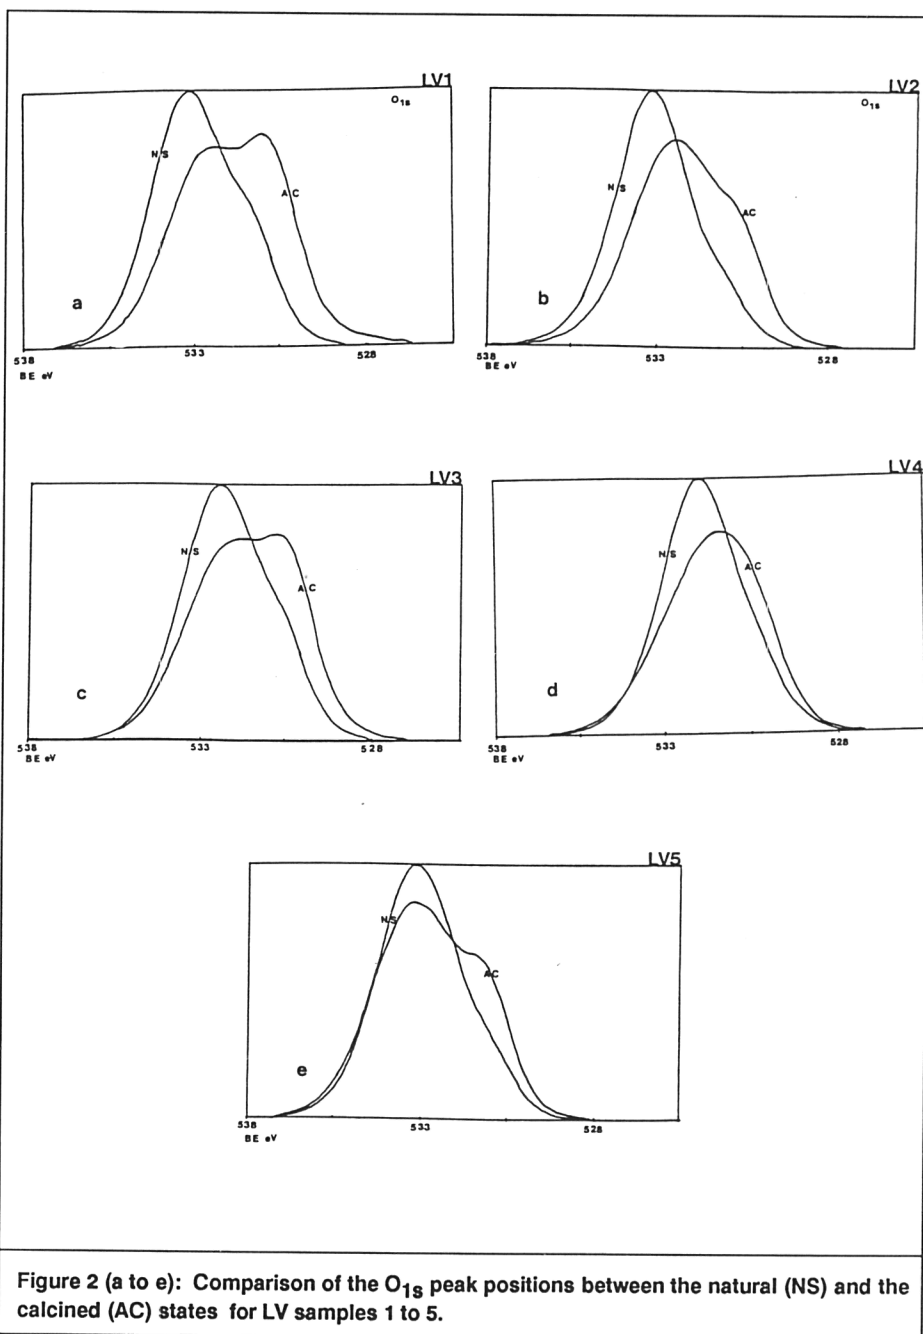 LV1
O1s
N/S
AC
a
538 533 528
BE eV
LV2
O1s
N/S
AC
b
538 533 528
BE eV
LV3
N/S
AC
c
538 533 528
BE eV
LV4
N/S
AC
d
538 533 528
BE eV
LV5
N/S
AC
e
538 533 528
BE eV
Figure 2 (a to e): Comparison of the O1s peak positions between the natural (NS) and the
calcined (AC) states for LV samples 1 to 5.